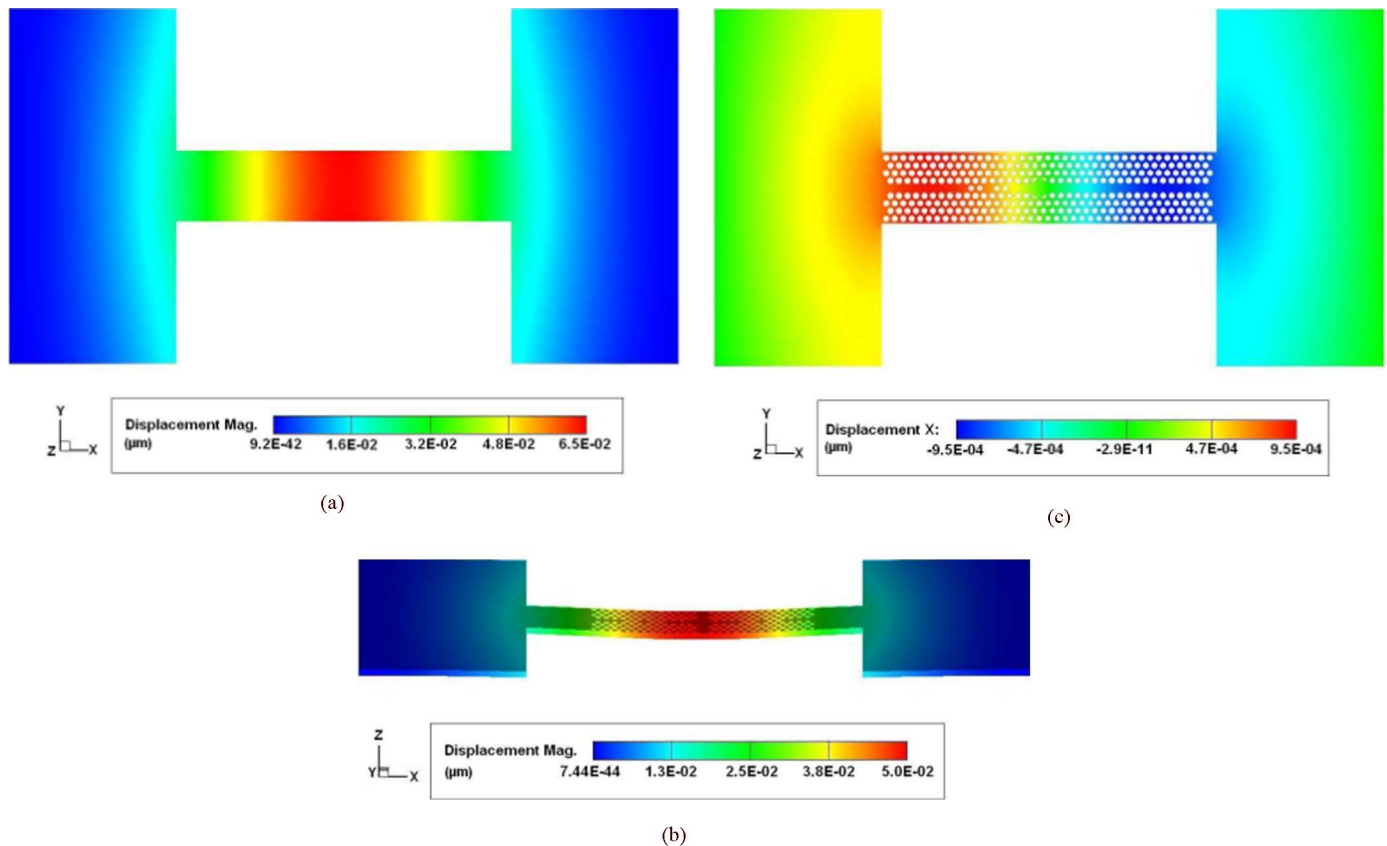 Y
Z X
Displacement Mag.
(µm)
9.2E-42 1.6E-02 3.2E-02 4.8E-02 6.5E-02
(a)
Y
Z X
Displacement X:
(µm)
-9.5E-04 -4.7E-04 -2.9E-11 4.7E-04 9.5E-04
(c)
Z
Y X
Displacement Mag.
(µm)
7.44E-44 1.3E-02 2.5E-02 3.8E-02 5.0E-02
(b)